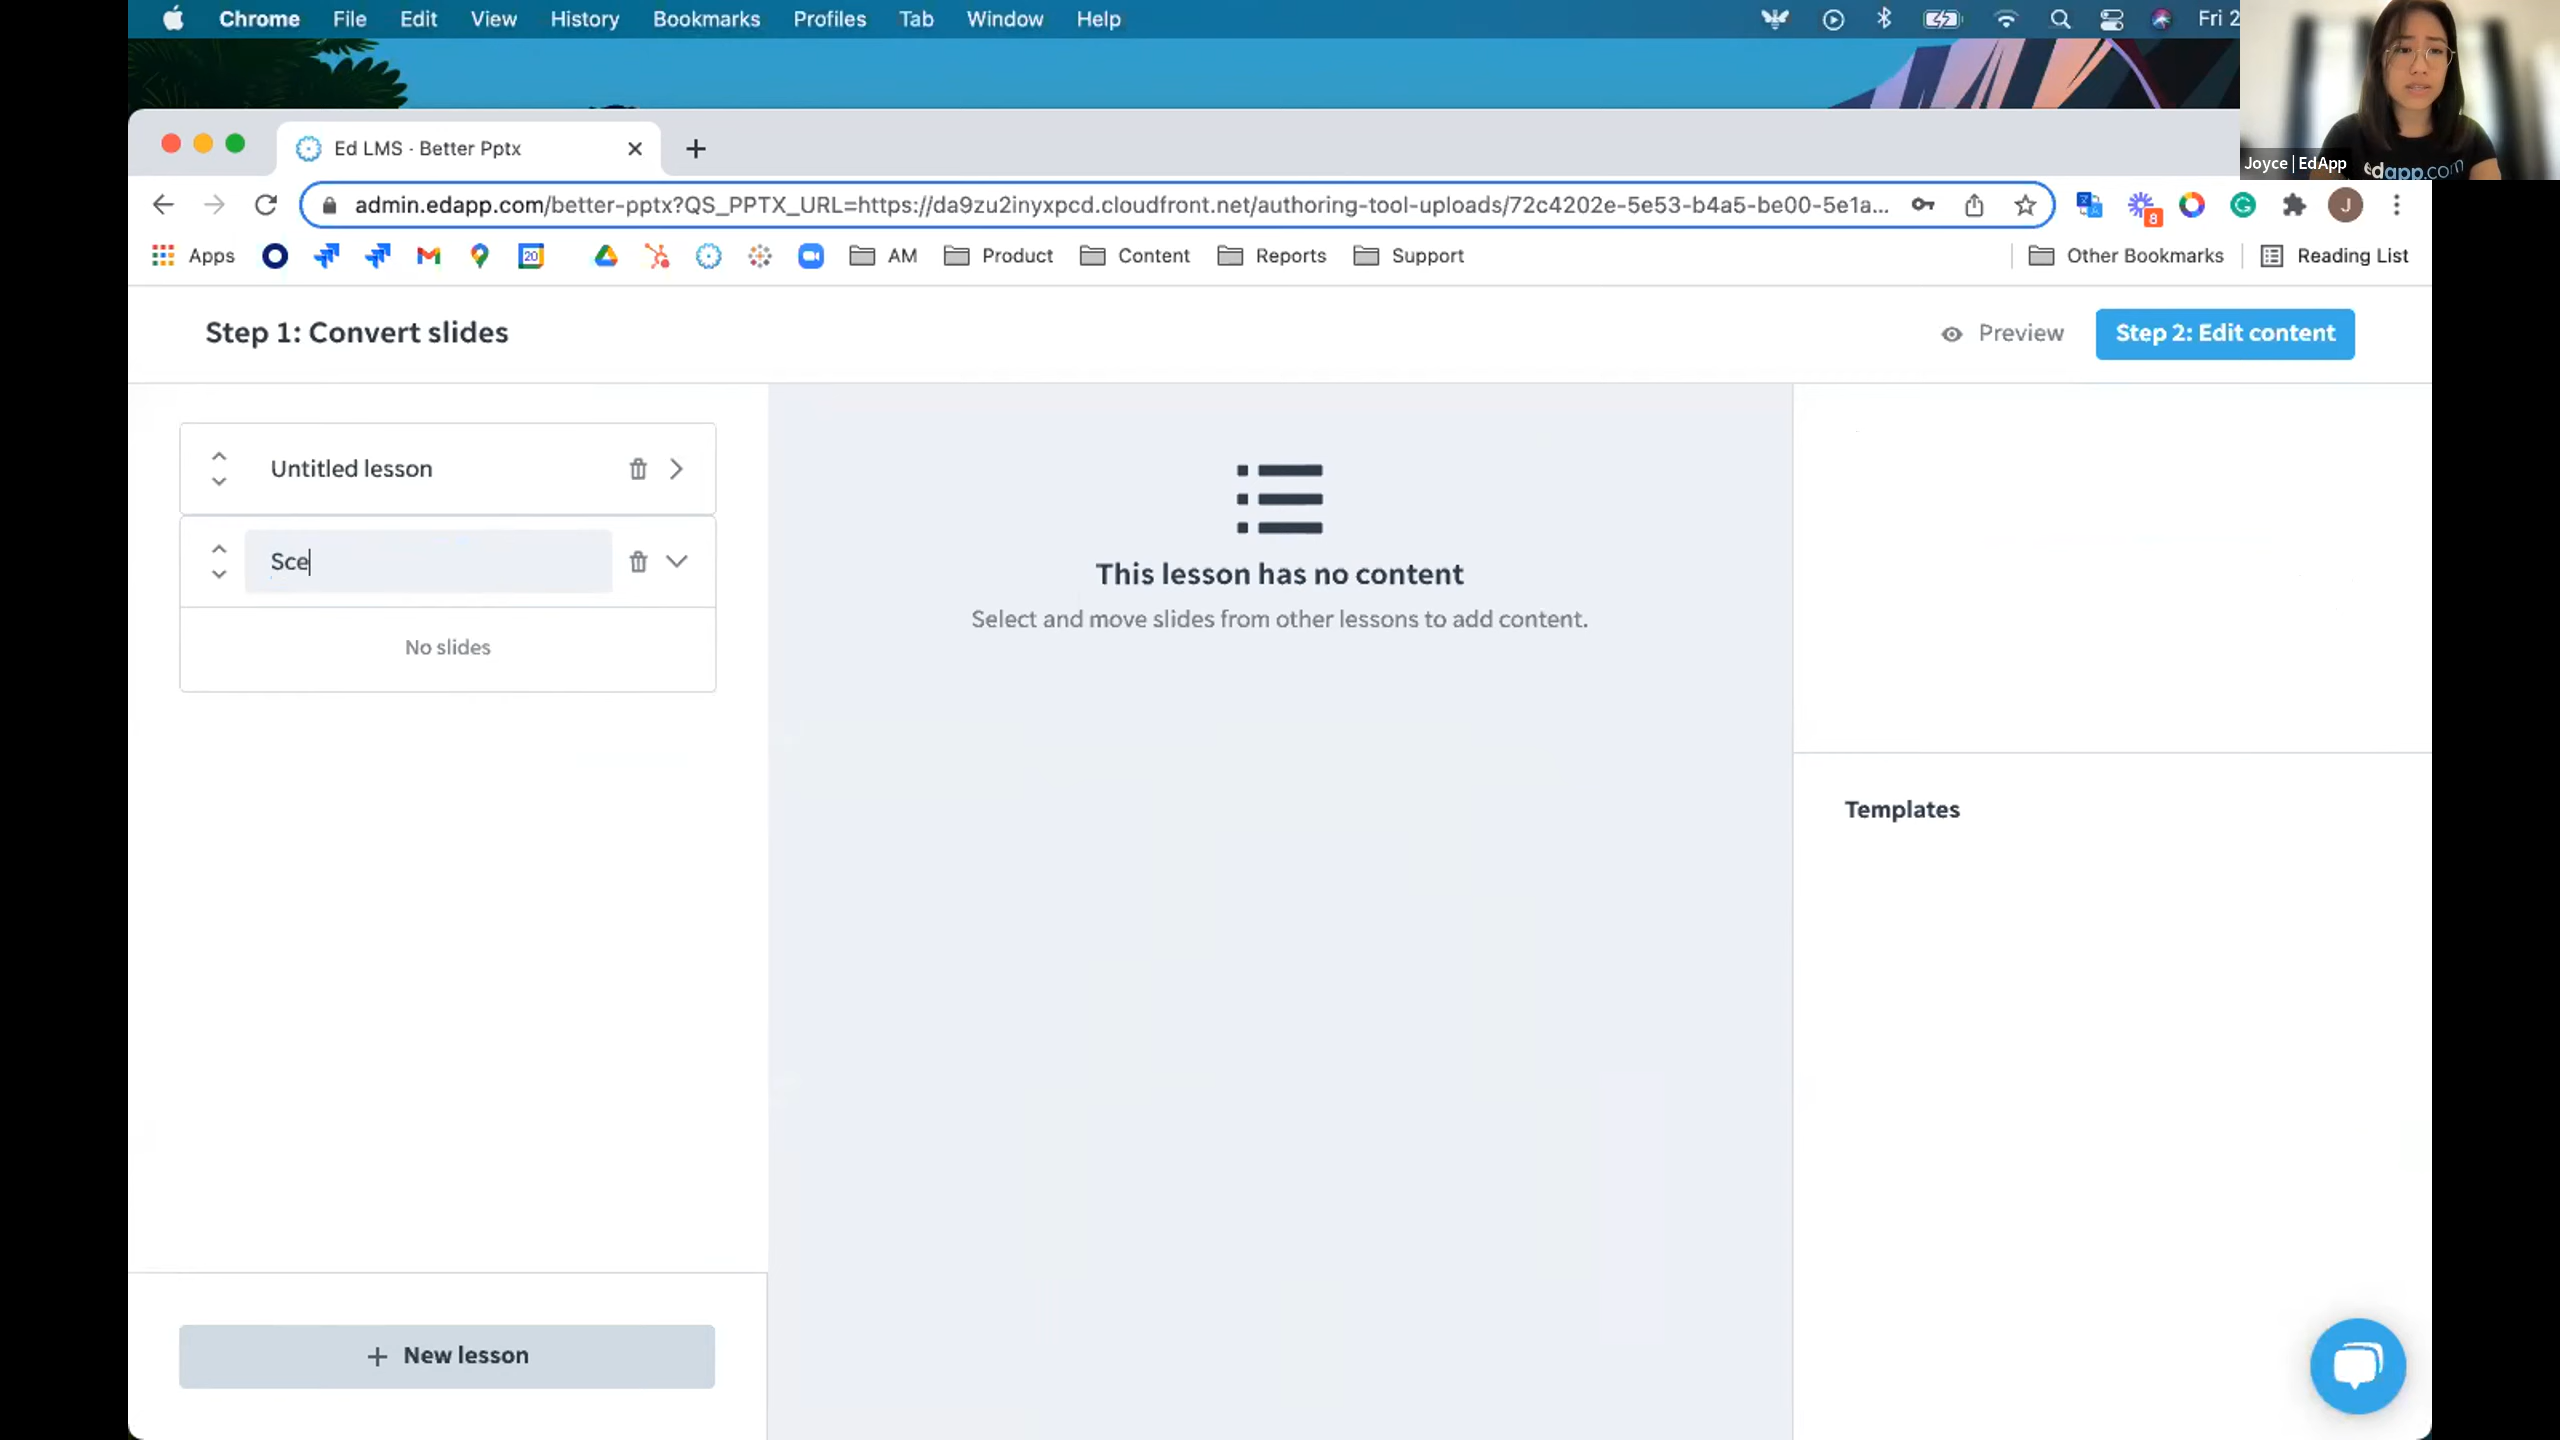 Chrome File Edit View History Bookmarks Profiles Tab Window Help
Fri 2
Ed LMS - Better Pptx
Joyce | EdApp
edapp.com
admin.edapp.com/better-pptx?QS_PPTX_URL=https://da9zu2inyxpcd.cloudfront.net/authoring-tool-uploads/72c4202e-5e53-b4a5-be00-5e1a...
8
J
Apps
20
AM
Product
Content
Reports
Support
Other Bookmarks
Reading List
Step 1: Convert slides
Preview
Step 2: Edit content
Untitled lesson
Sce
No slides
This lesson has no content
Select and move slides from other lessons to add content.
Templates
+ New lesson